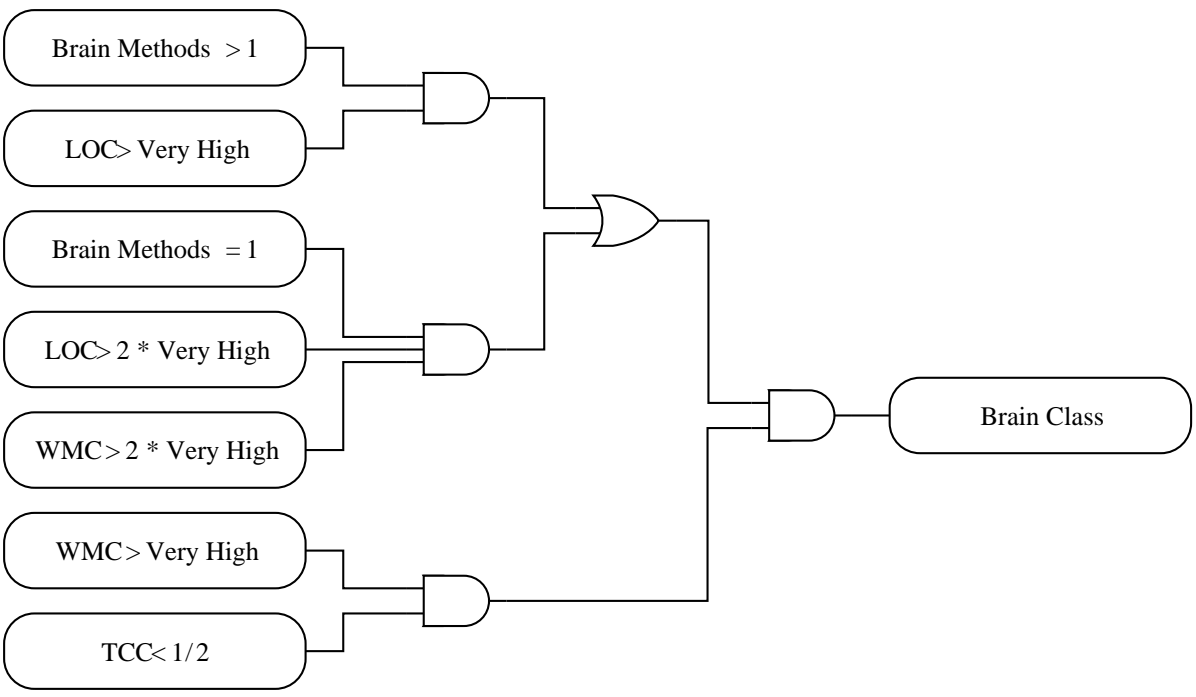 Brain Methods > 1
LOC> Very High
Brain Methods = 1
LOC> 2 * Very High
WMC > 2 * Very High
WMC > Very High
TCC< 1/2
Brain Class